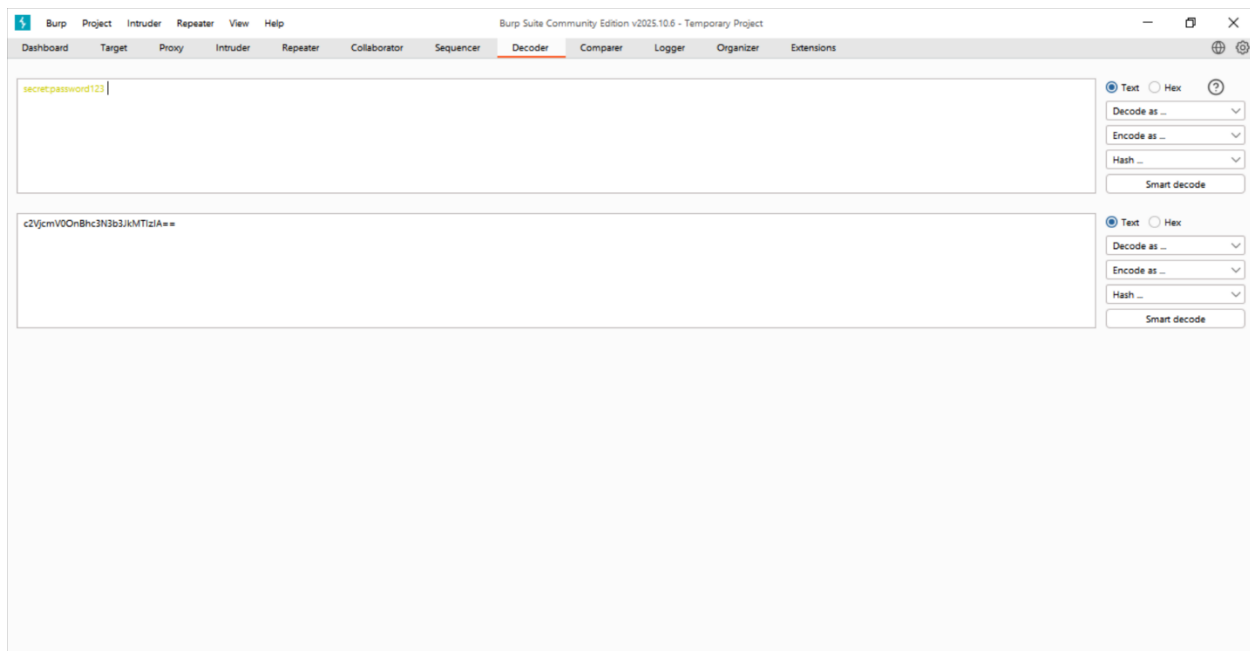 Burp Project Intruder Repeater View Help Burp Suite Community Edition v2025.10.6 - Temporary Project
Dashboard Target Proxy Intruder Repeater Collaborator Sequencer Decoder Comparer Logger Organizer Extensions
secret:password123
Text Hex ?
Decode as ...
Encode as ...
Hash ...
Smart decode
c2VjcmV0OnBhc3N3b3JkMTIzIA==
Text Hex
Decode as ...
Encode as ...
Hash ...
Smart decode